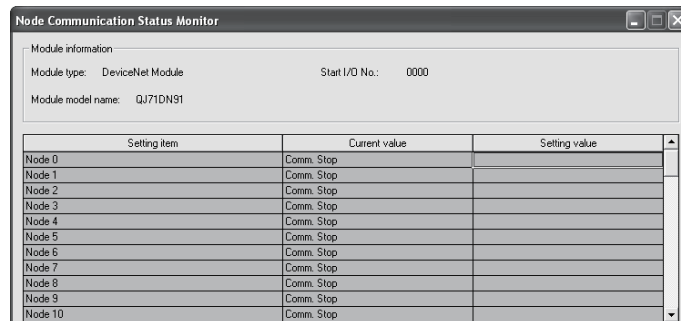 Node Communication Status Monitor
Module information
Module type: DeviceNet Module Start I/O No.: 0000
Module model name: QJ71DN91
Setting item Current value Setting value
Node 0 Comm. Stop
Node 1 Comm. Stop
Node 2 Comm. Stop
Node 3 Comm. Stop
Node 4 Comm. Stop
Node 5 Comm. Stop
Node 6 Comm. Stop
Node 7 Comm. Stop
Node 8 Comm. Stop
Node 9 Comm. Stop
Node 10 Comm. Stop